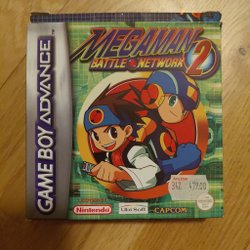 GAME BOY ADVANCE
MEGAMAN
BATTLE NETWORK 2
Nintendo
Ubi Soft
CAPCOM